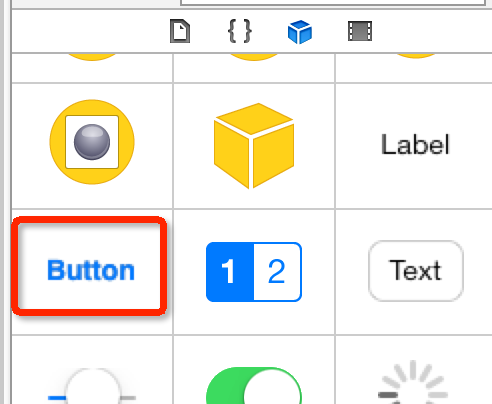 { }
Label
Button
1 2
Text